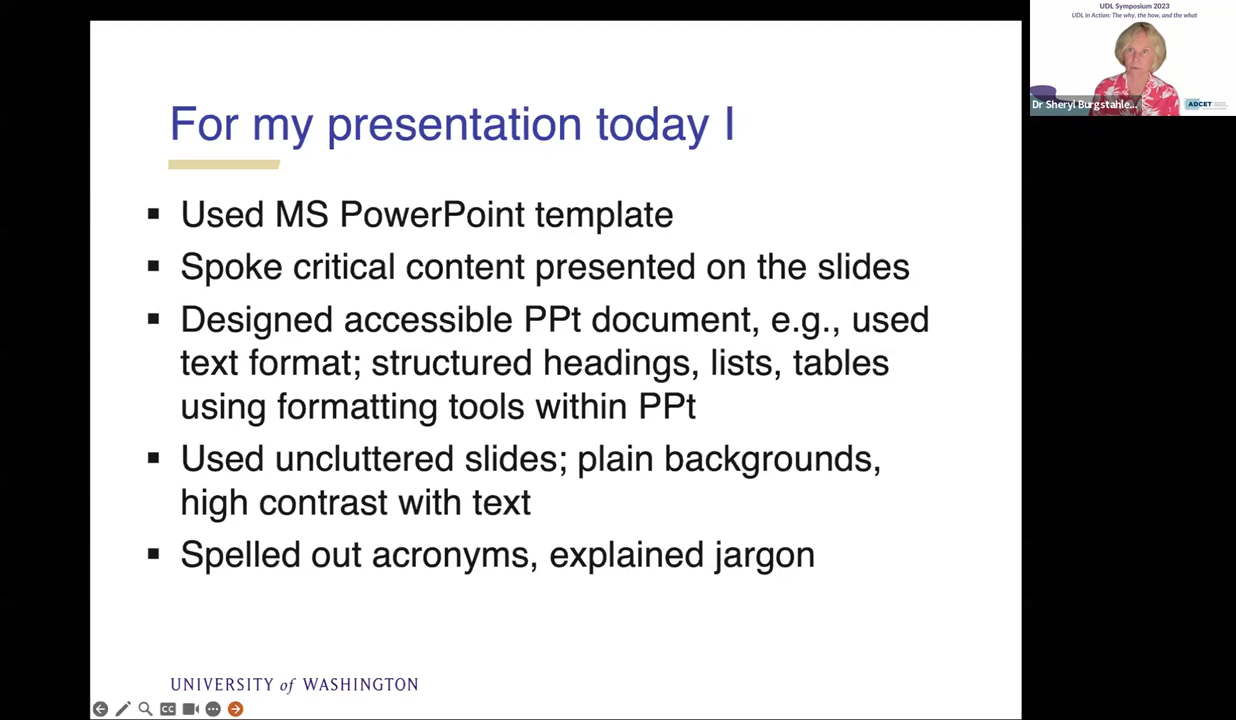 UDL Symposium 2023
UDL in Action: The why, the how, and the what
Dr Sheryl Burgstahle...
ADCET
For my presentation today I
▪ Used MS PowerPoint template
▪ Spoke critical content presented on the slides
▪ Designed accessible PPt document, e.g., used
text format; structured headings, lists, tables
using formatting tools within PPt
▪ Used uncluttered slides; plain backgrounds,
high contrast with text
▪ Spelled out acronyms, explained jargon
UNIVERSITY of WASHINGTON
CC